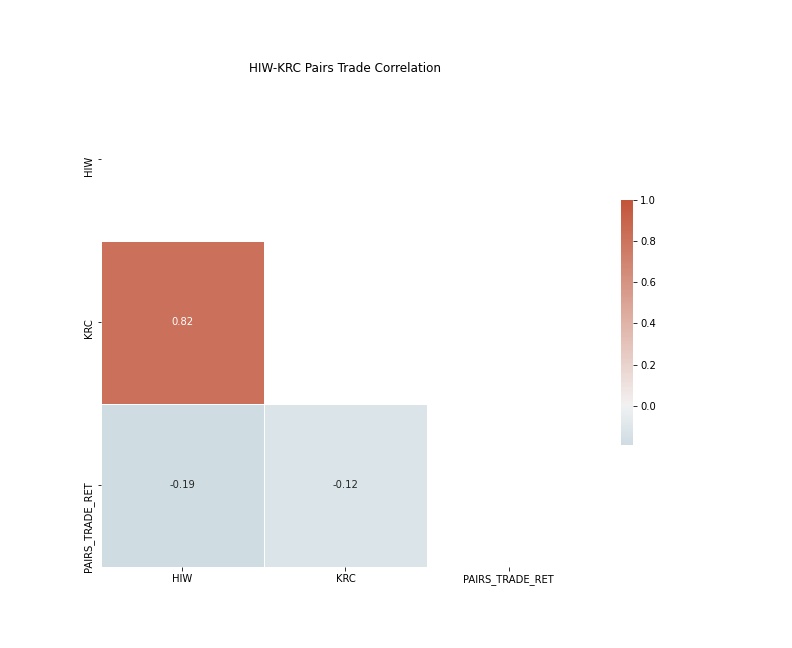 HIW-KRC Pairs Trade Correlation
HIW
KRC
PAIRS_TRADE_RET
0.82
-0.19
-0.12
HIW
KRC
PAIRS_TRADE_RET
1.0
0.8
0.6
0.4
0.2
0.0